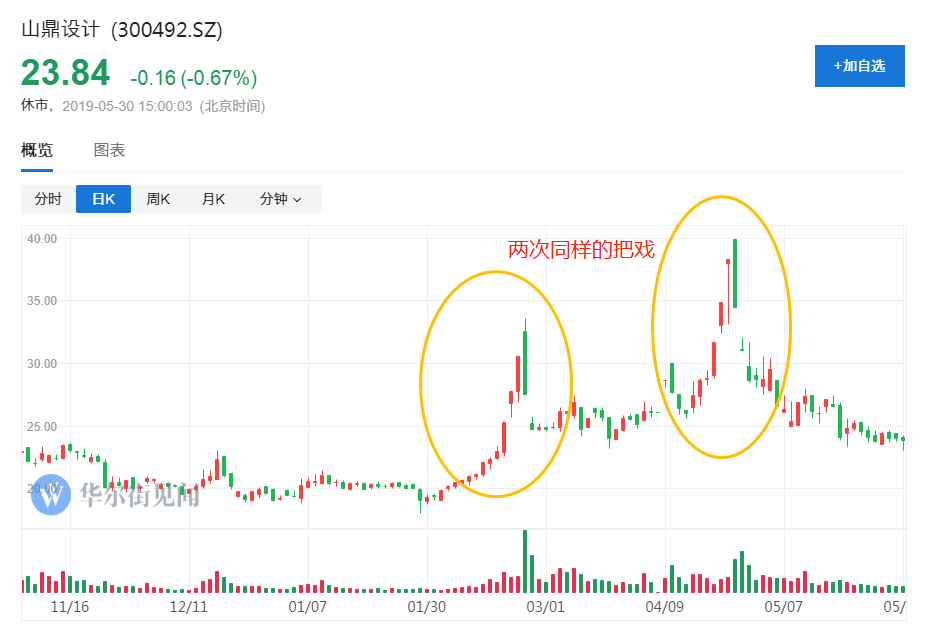 山鼎设计 (300492.SZ)
23.84 -0.16 (-0.67%)
+加自选
休市，2019-05-30 15:00:03 (北京时间)
概览 图表
分时 日K 周K 月K 分钟
40.00
两次同样的把戏
35.00
30.00
25.00
20.00
W 华尔街见闻
11/16 12/11 01/07 01/30 03/01 04/09 05/07 05/